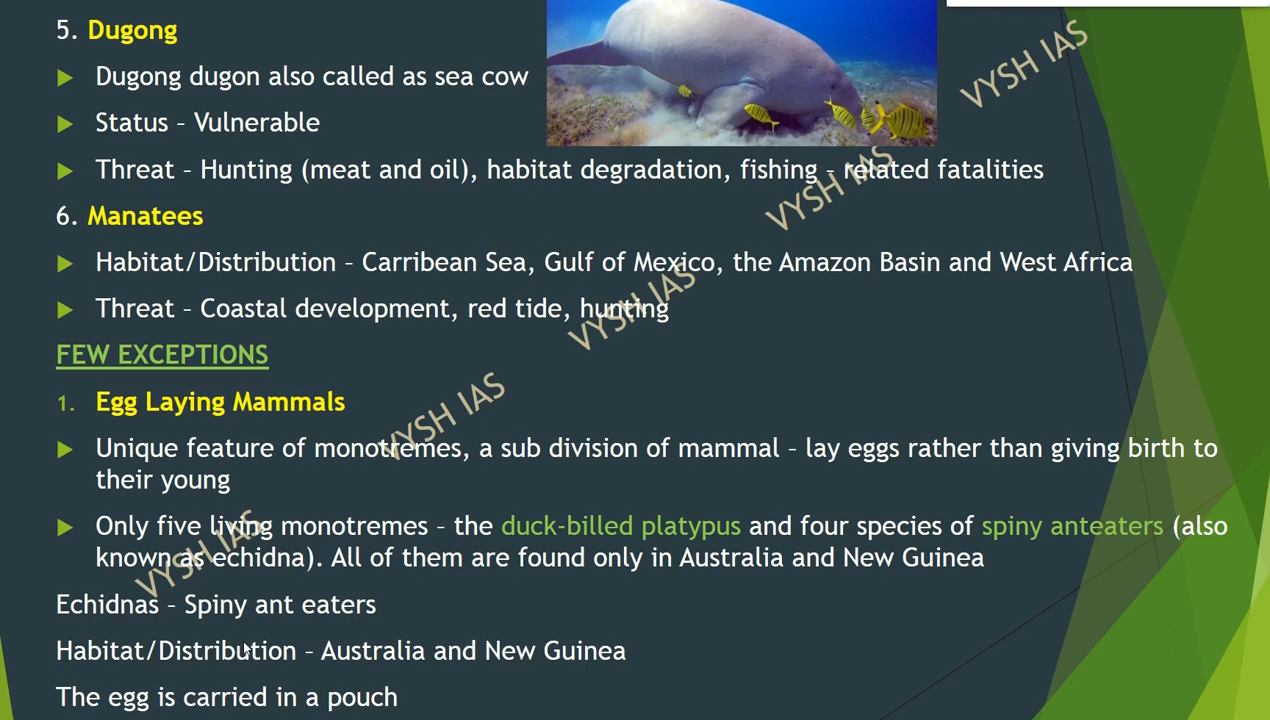 5. Dugong
Dugong dugon also called as sea cow
Status – Vulnerable
Threat – Hunting (meat and oil), habitat degradation, fishing – related fatalities
6. Manatees
Habitat/Distribution – Carribean Sea, Gulf of Mexico, the Amazon Basin and West Africa
Threat – Coastal development, red tide, hunting
FEW EXCEPTIONS
1. Egg Laying Mammals
Unique feature of monotremes, a sub division of mammal – lay eggs rather than giving birth to
their young
Only five living monotremes – the duck-billed platypus and four species of spiny anteaters (also
known as echidna). All of them are found only in Australia and New Guinea
Echidnas – Spiny ant eaters
Habitat/Distribution – Australia and New Guinea
The egg is carried in a pouch
VYSH IAS
VYSH IAS
VYSH IAS
VYSH IAS
VYSH IAS